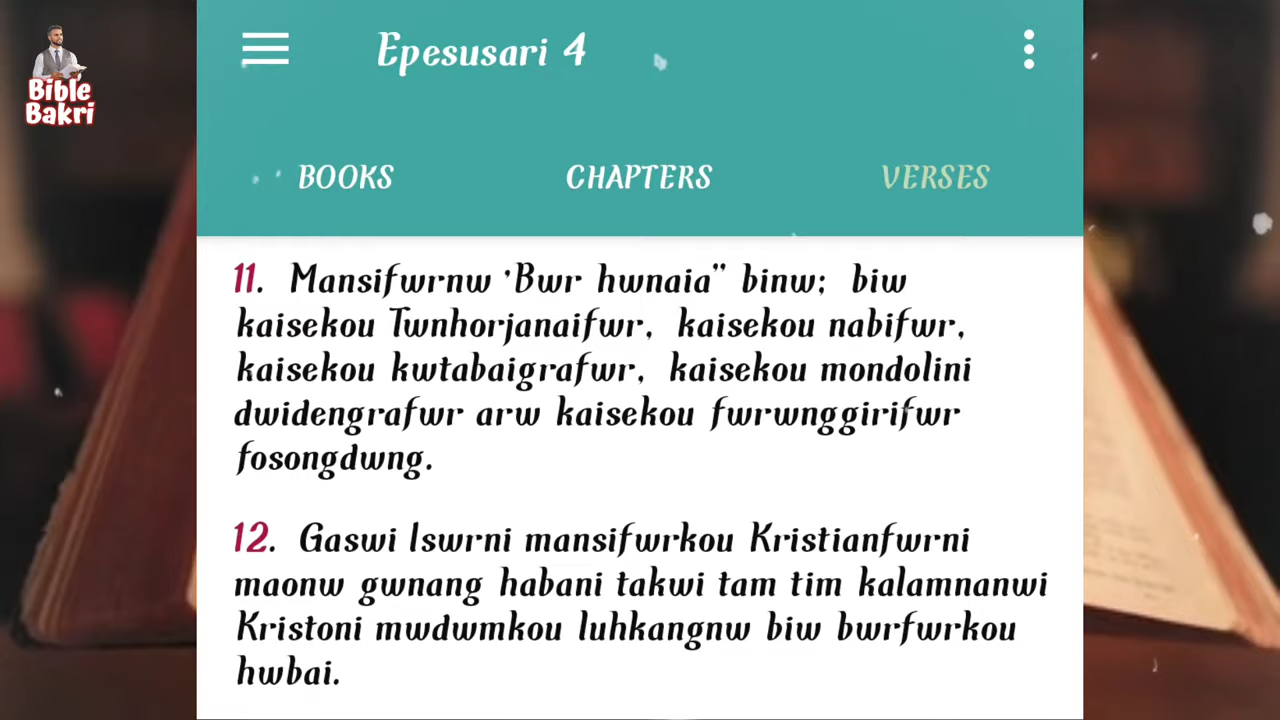 Bible
Bakri
Epesusari 4
BOOKS CHAPTERS VERSES
11. Mansifwrnw 'Bwr hwnaia" binw; biw
kaisekou Twnhorjanaifwr, kaisekou nabifwr,
kaisekou kwtabaigrafwr, kaisekou mondolini
dwidengrafwr arw kaisekou fwrwnggirifwr
fosongdwng.
12. Gaswi Iswrni mansifwrkou Kristianfwrni
maonw gwnang habani takwi tam tim kalamnanwi
Kristoni mwdwmkou luhkangnw biw bwrfwrkou
hwbai.